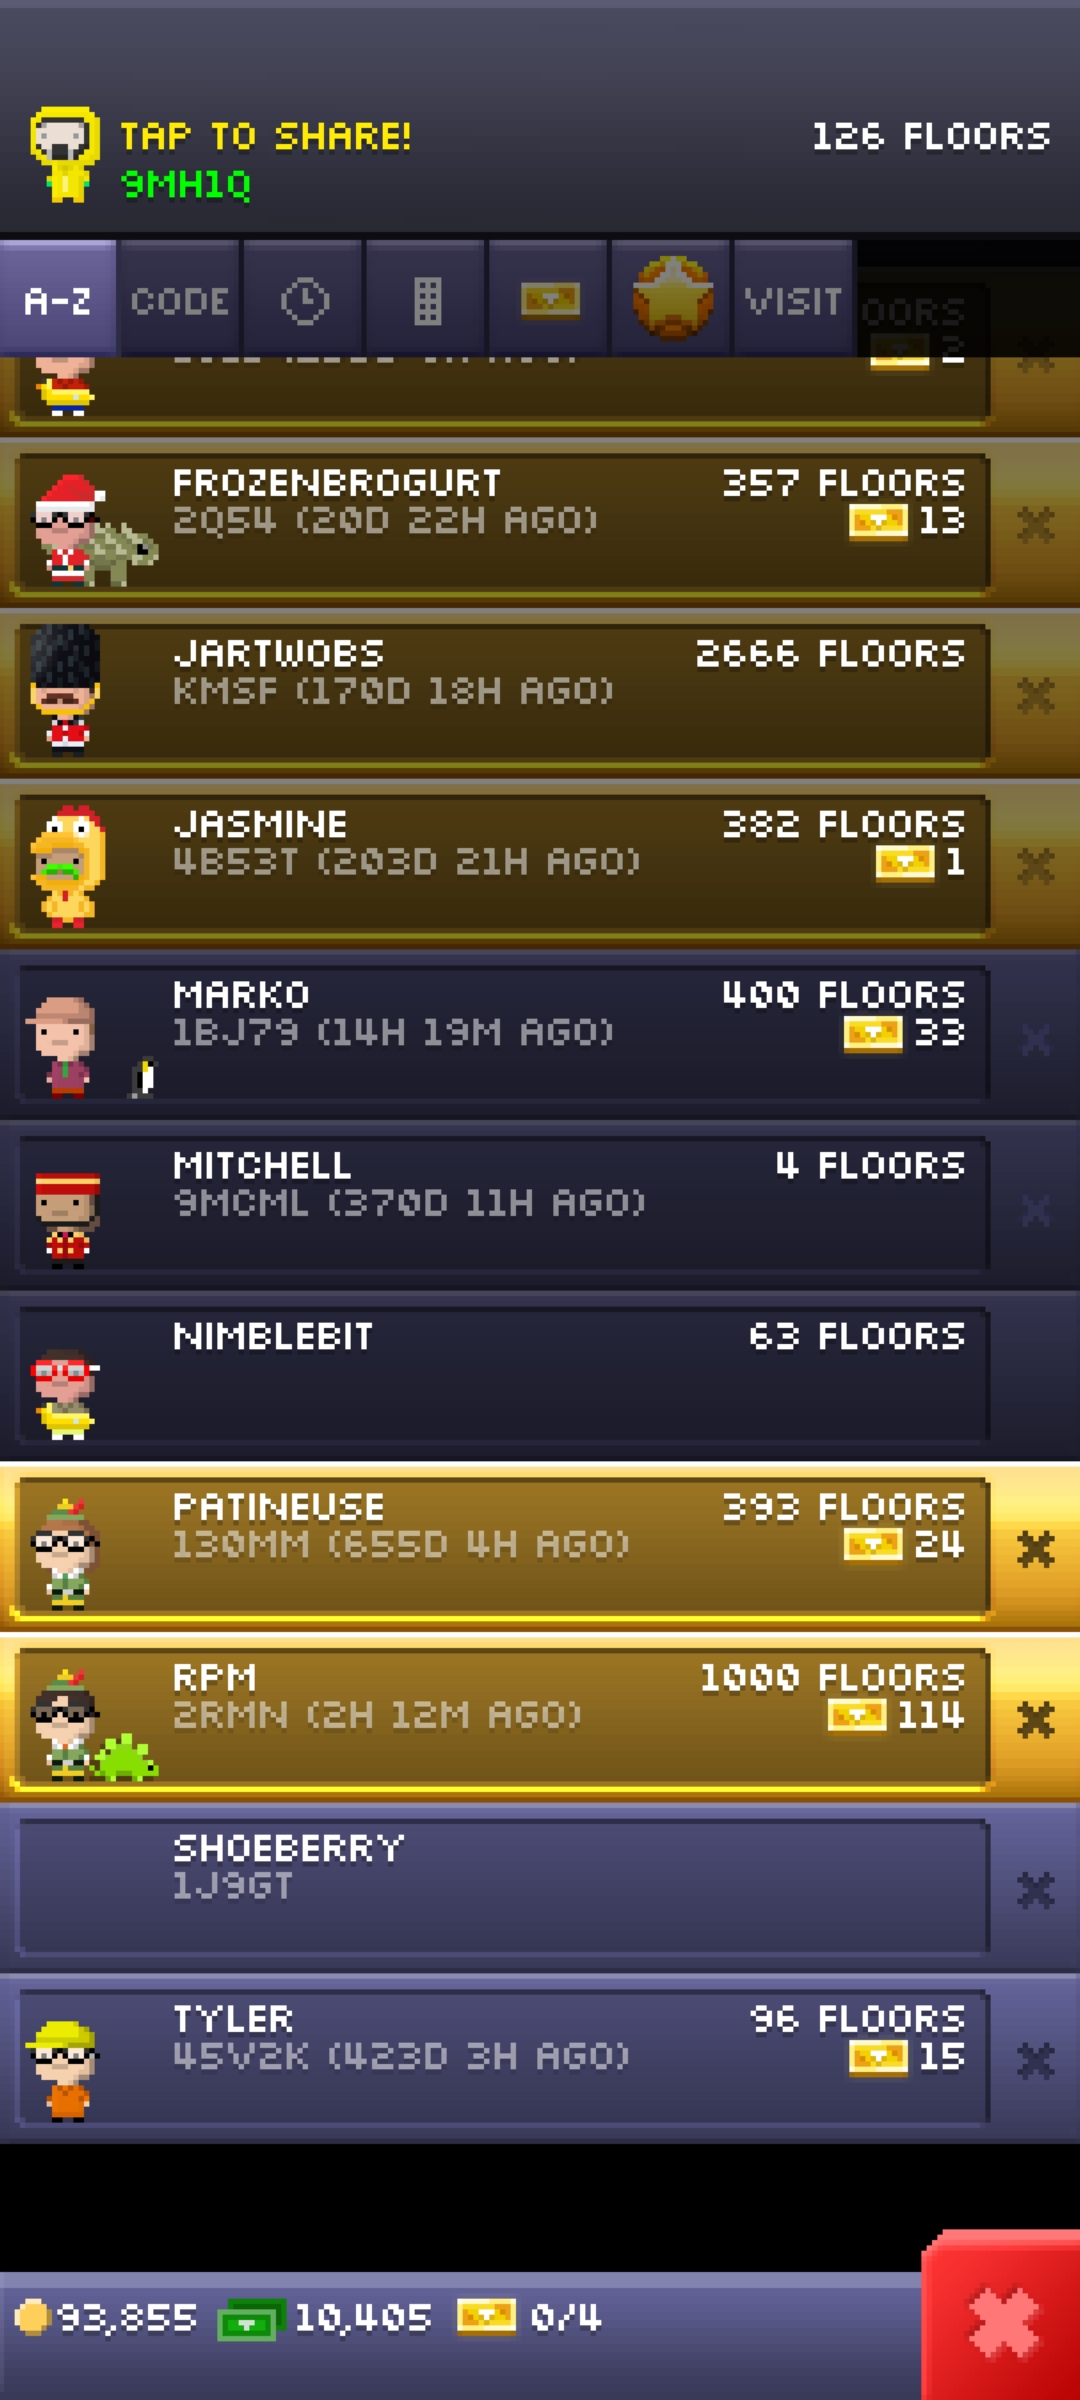 TAP TO SHARE!
126 FLOORS
9MH1Q
A-Z CODE VISIT
OORS
2
FROZENBROGURT 357 FLOORS
2Q54 (20D 22H AGO) 13
JARTWOBS 2666 FLOORS
KMSF (170D 18H AGO)
JASMINE 382 FLOORS
4B53T (203D 21H AGO) 1
MARKO 400 FLOORS
1BJ79 (14H 19M AGO) 33
MITCHELL 4 FLOORS
9MCML (370D 11H AGO)
NIMBLEBIT 63 FLOORS
PATINEUSE 393 FLOORS
130MM (655D 4H AGO) 24
RPM 1000 FLOORS
2RMN (2H 12M AGO) 114
SHOEBERRY
1J9GT
TYLER 96 FLOORS
45V2K (423D 3H AGO) 15
93,855 10,405 0/4